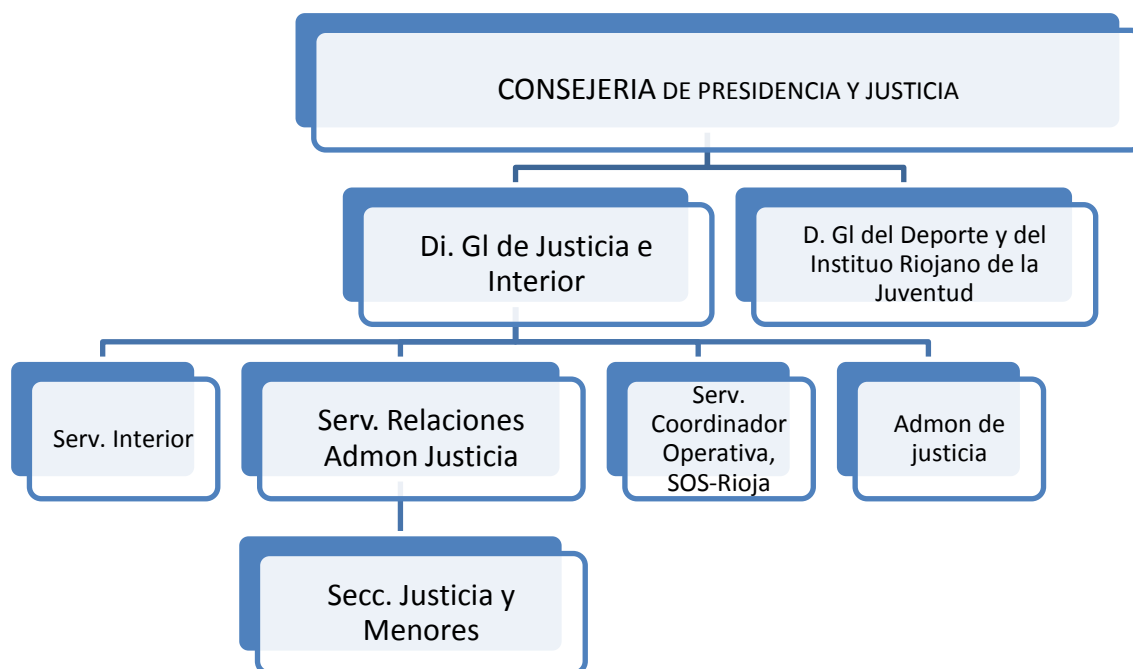 CONSEJERIA DE PRESIDENCIA Y JUSTICIA
Di. Gl de Justicia e
Interior
D. Gl del Deporte y del
Instituo Riojano de la
Juventud
Serv. Interior
Serv. Relaciones
Admon Justicia
Serv.
Coordinador
Operativa,
SOS-Rioja
Admon de
justicia
Secc. Justicia y
Menores